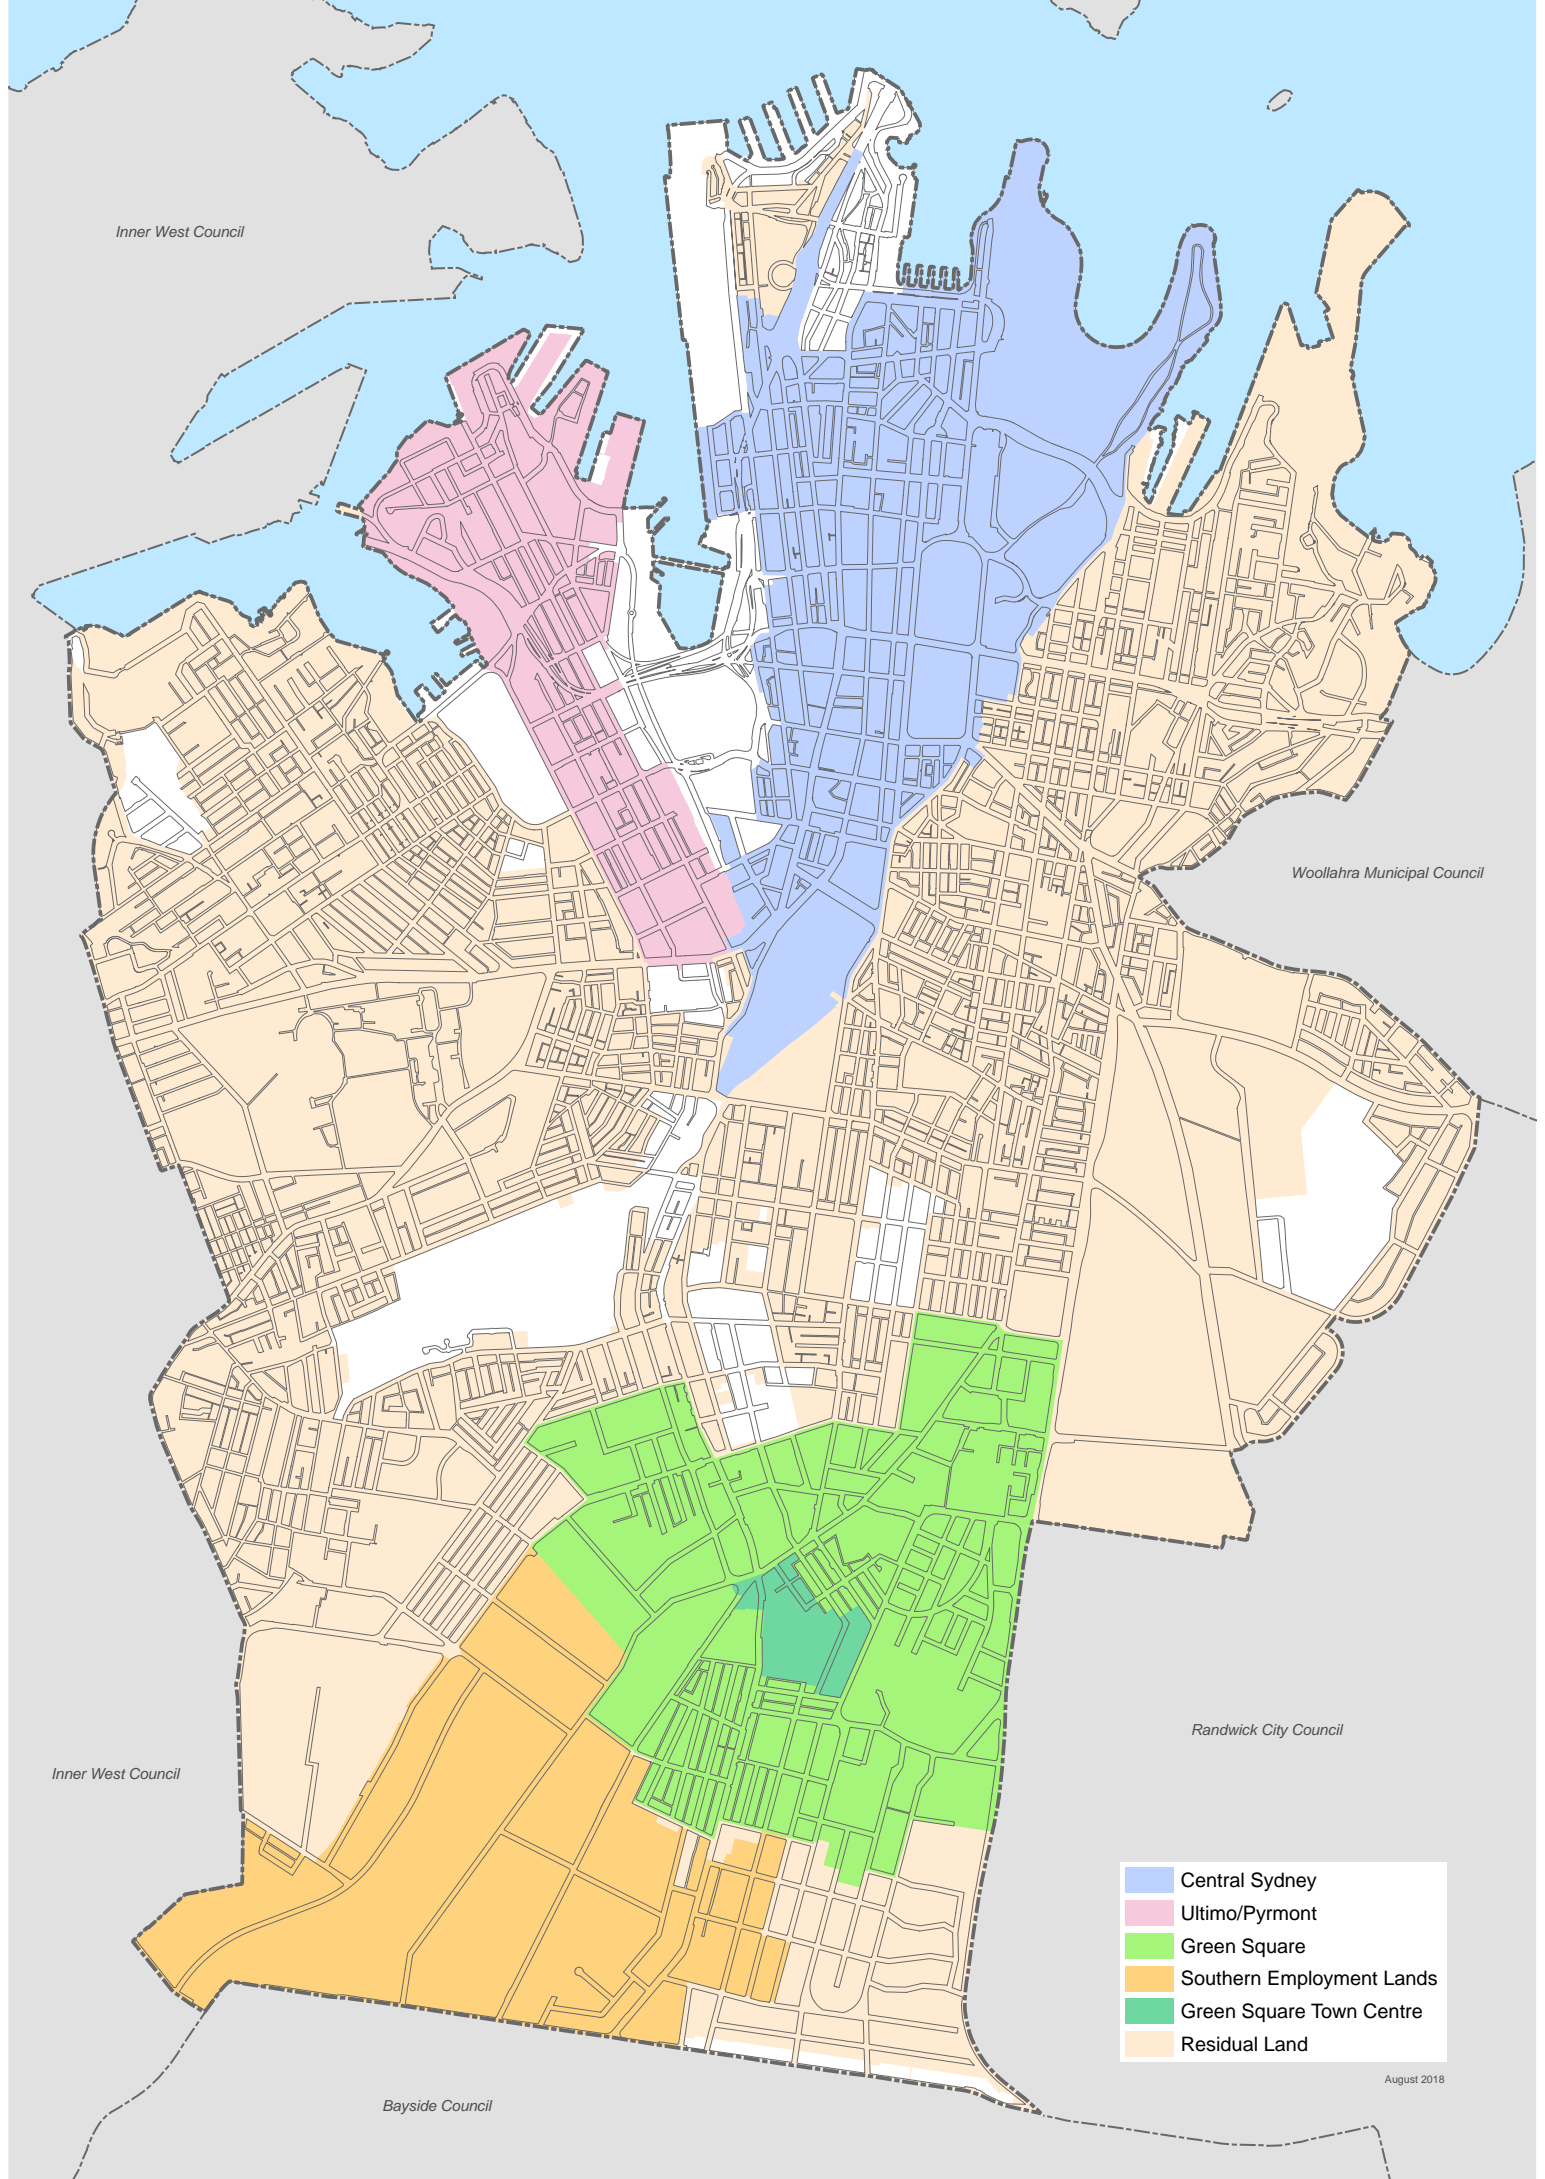 Inner West Council
Woollahra Municipal Council
Randwick City Council
Inner West Council
Central Sydney
Ultimo/Pyrmont
Green Square
Southern Employment Lands
Green Square Town Centre
Residual Land
August 2018
Bayside Council